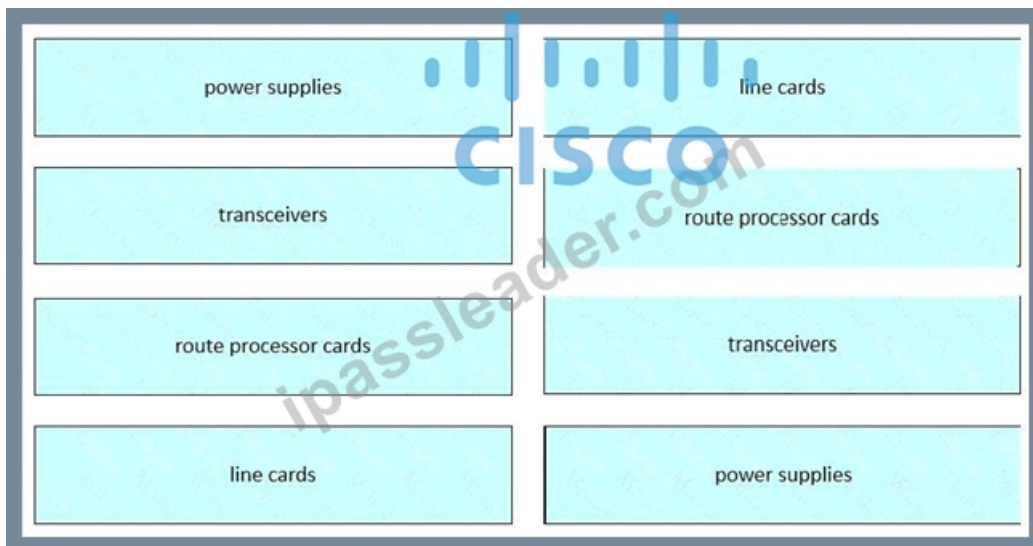 power supplies
line cards
CISCO
transceivers
route processor cards
ipassleader.com
route processor cards
transceivers
line cards
power supplies